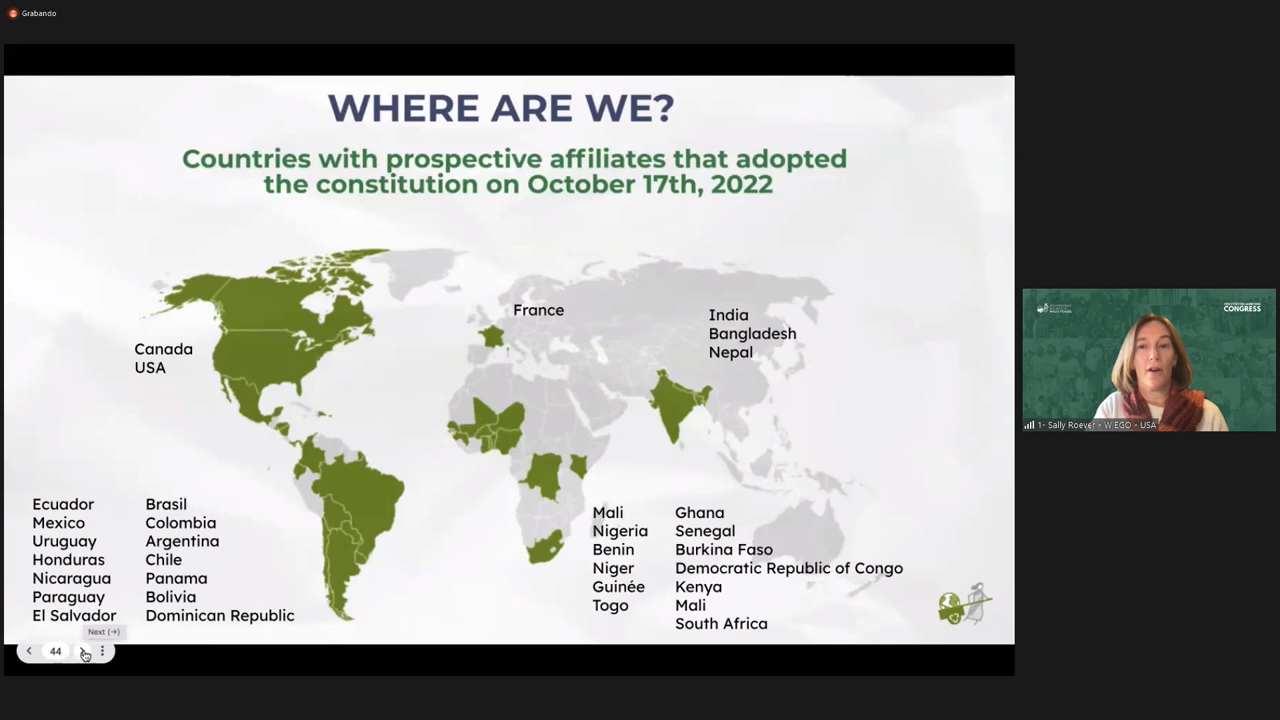 Grabando
WHERE ARE WE?
Countries with prospective affiliates that adopted
the constitution on October 17th, 2022
France
India
Bangladesh
Nepal
Canada
USA
Ecuador
Mexico
Uruguay
Honduras
Nicaragua
Paraguay
El Salvador
Brasil
Colombia
Argentina
Chile
Panama
Bolivia
Dominican Republic
Mali
Nigeria
Benin
Niger
Guinée
Togo
Ghana
Senegal
Burkina Faso
Democratic Republic of Congo
Kenya
Mali
South Africa
Next (→)
44
CONGRESS
1- Sally Roever - WIEGO - USA